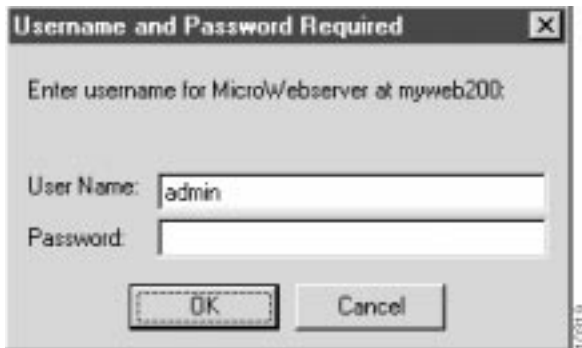 Username and Password Required
Enter username for MicroWebserver at myweb200:
User Name: admin
Password:
OK Cancel